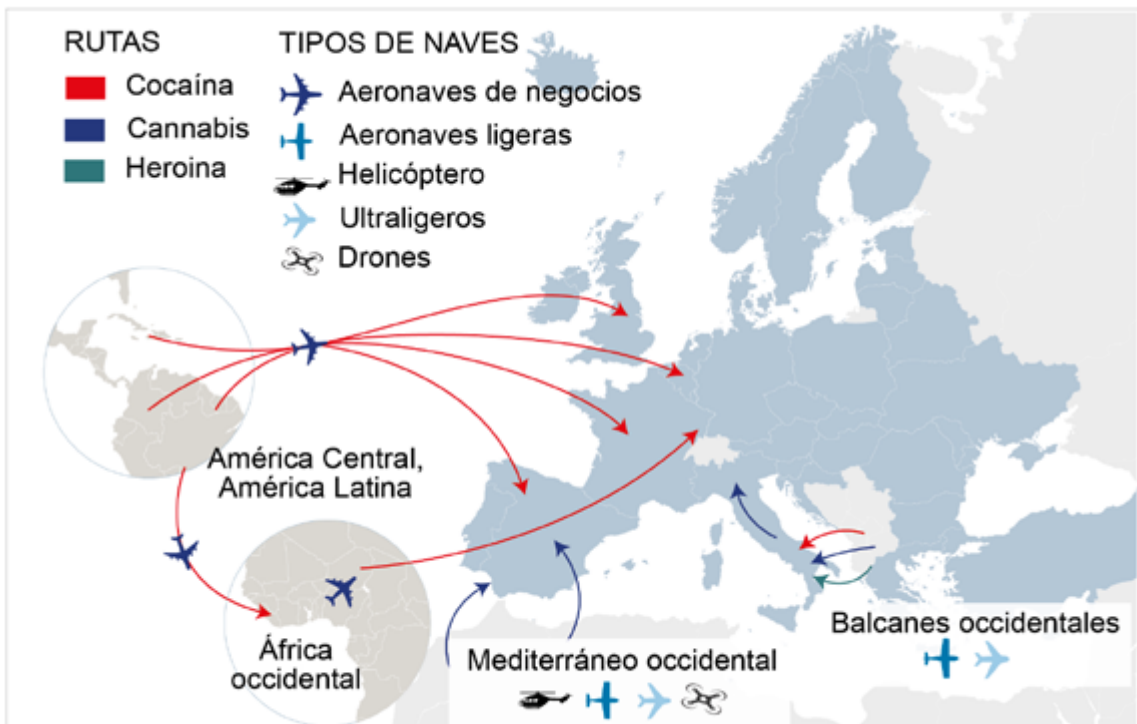 RUTAS
Cocaína
Cannabis
Heroina
TIPOS DE NAVES
Aeronaves de negocios
Aeronaves ligeras
Helicóptero
Ultraligeros
Drones
América Central,
América Latina
África
occidental
Mediterráneo occidental
Balcanes occidentales